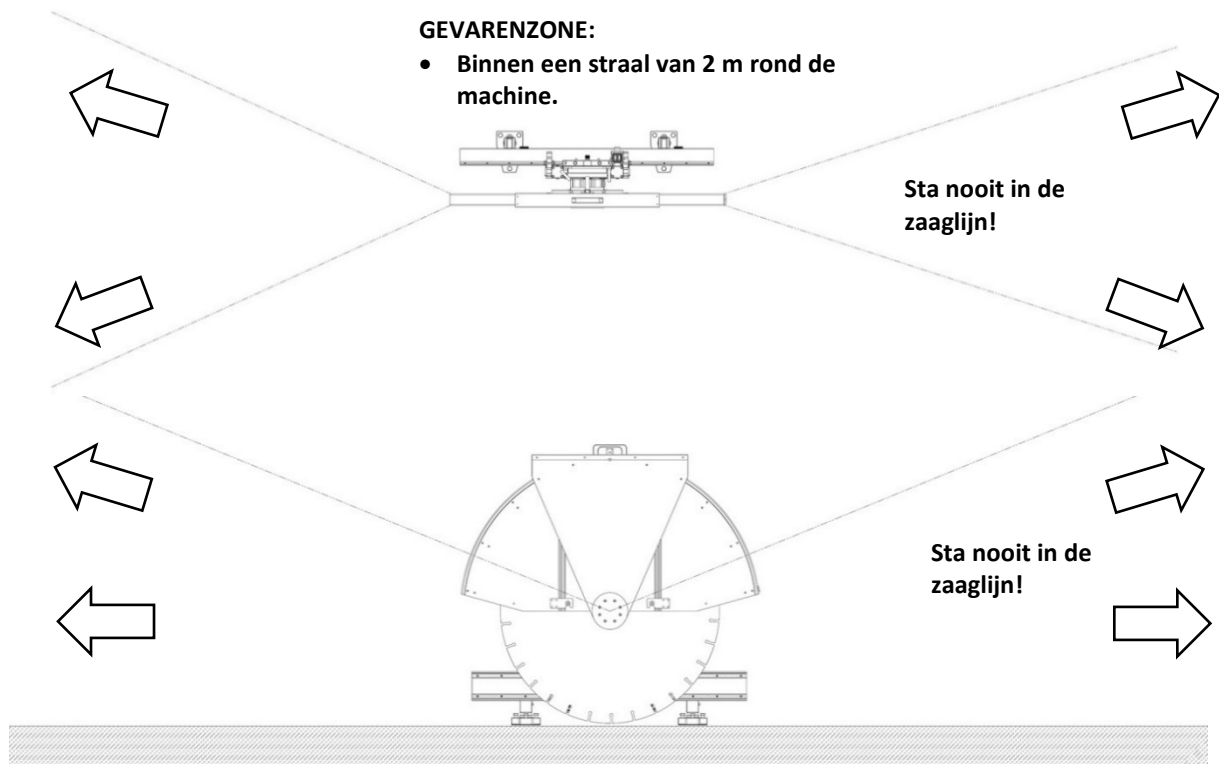 GEVARENZONE:
• Binnen een straal van 2 m rond de
machine.
Sta nooit in de
zaaglijn!
Sta nooit in de
zaaglijn!